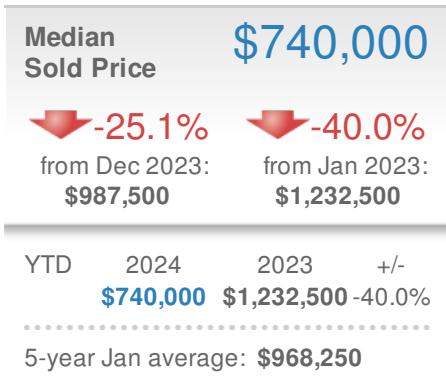 Median $740,000
Sold Price
-25.1% -40.0%
from Dec 2023: from Jan 2023:
$987,500 $1,232,500
YTD 2024 2023 +/-
$740,000 $1,232,500 -40.0%
5-year Jan average: $968,250